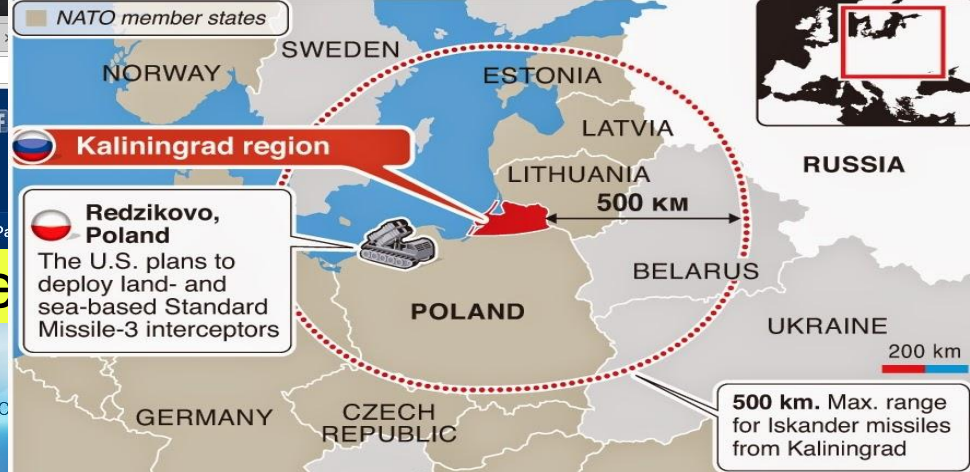 NATO member states
SWEDEN
NORWAY
ESTONIA
LATVIA
Kaliningrad region
RUSSIA
LITHUANIA
500 KM
Redzikovo,
Poland
The U.S. plans to
deploy land- and
sea-based Standard
Missile-3 interceptors
BELARUS
POLAND
UKRAINE
200 km
GERMANY
CZECH
REPUBLIC
500 km. Max. range
for Iskander missiles
from Kaliningrad